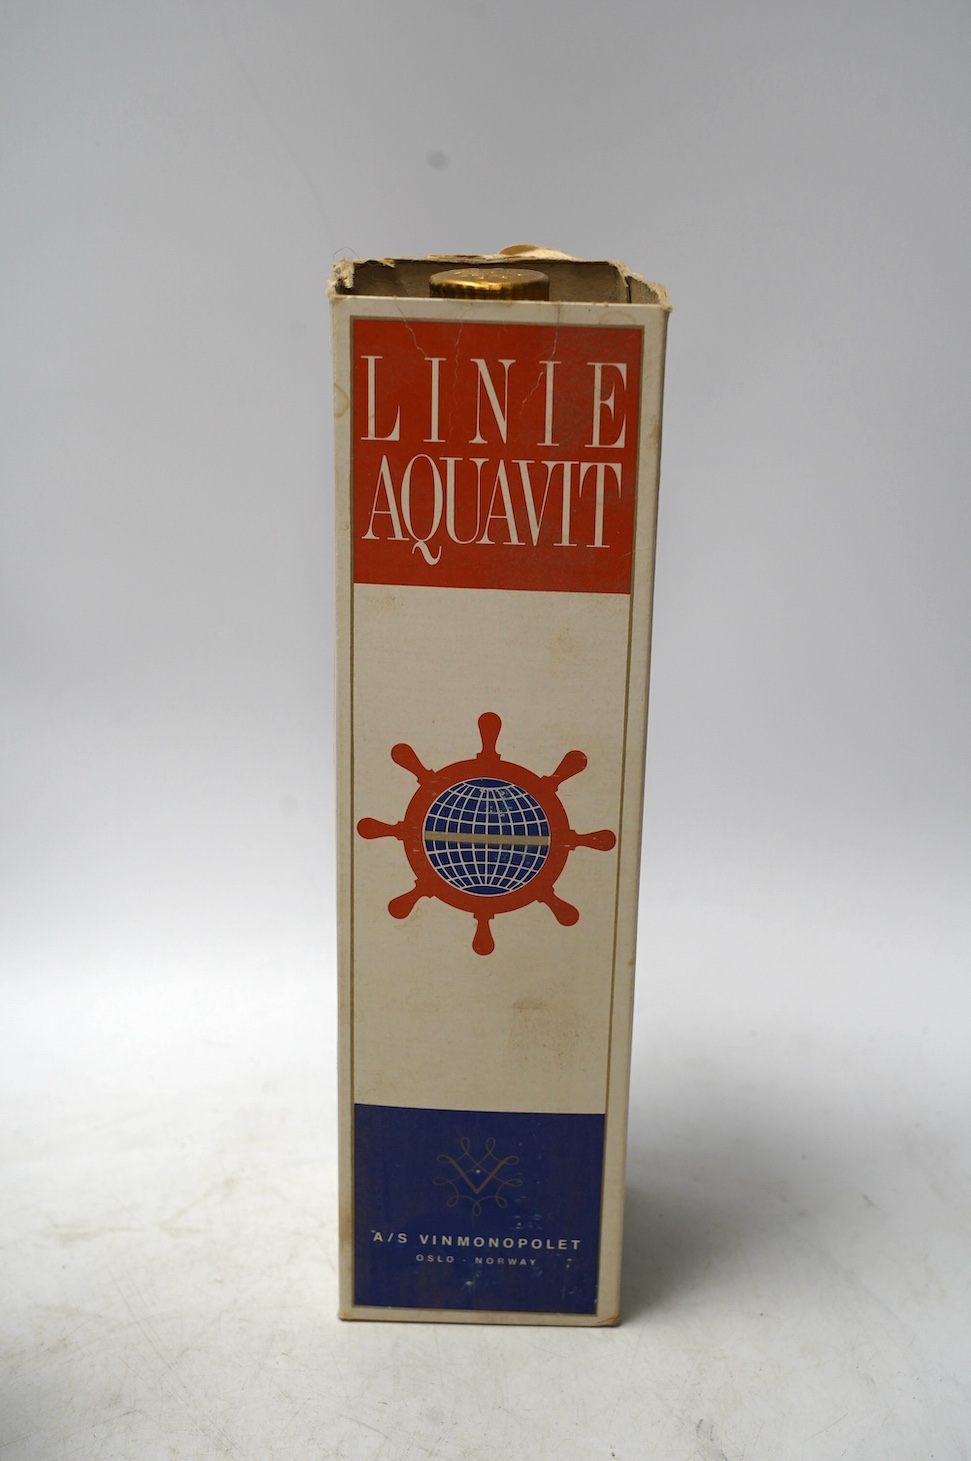 LINIE
AQUAVIT
A/S VINMONOPOLET
OSLO - NORWAY